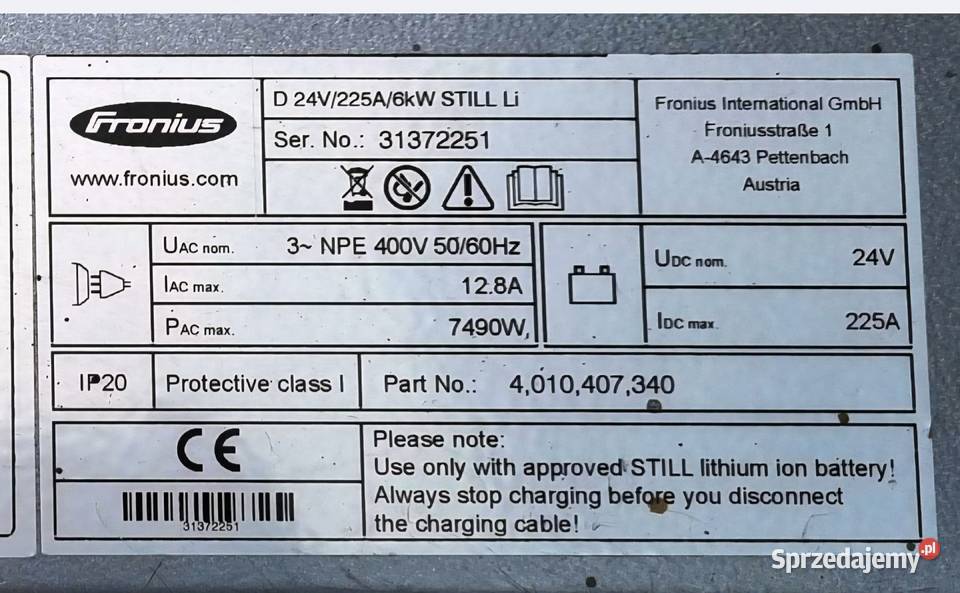 Fronius
www.fronius.com
D 24V/225A/6kW STILL Li
Ser. No.: 31372251
Fronius International GmbH
Froniusstraße 1
A-4643 Pettenbach
Austria
UAC nom. 3~ NPE 400V 50/60Hz
IAC max. 12.8A
PAC max. 7490W
UDC nom. 24V
IDC max. 225A
IP20 Protective class I Part No.: 4,010,407,340
CE
31372251
Please note:
Use only with approved STILL lithium ion battery!
Always stop charging before you disconnect
the charging cable!
Sprzedajemy.pl